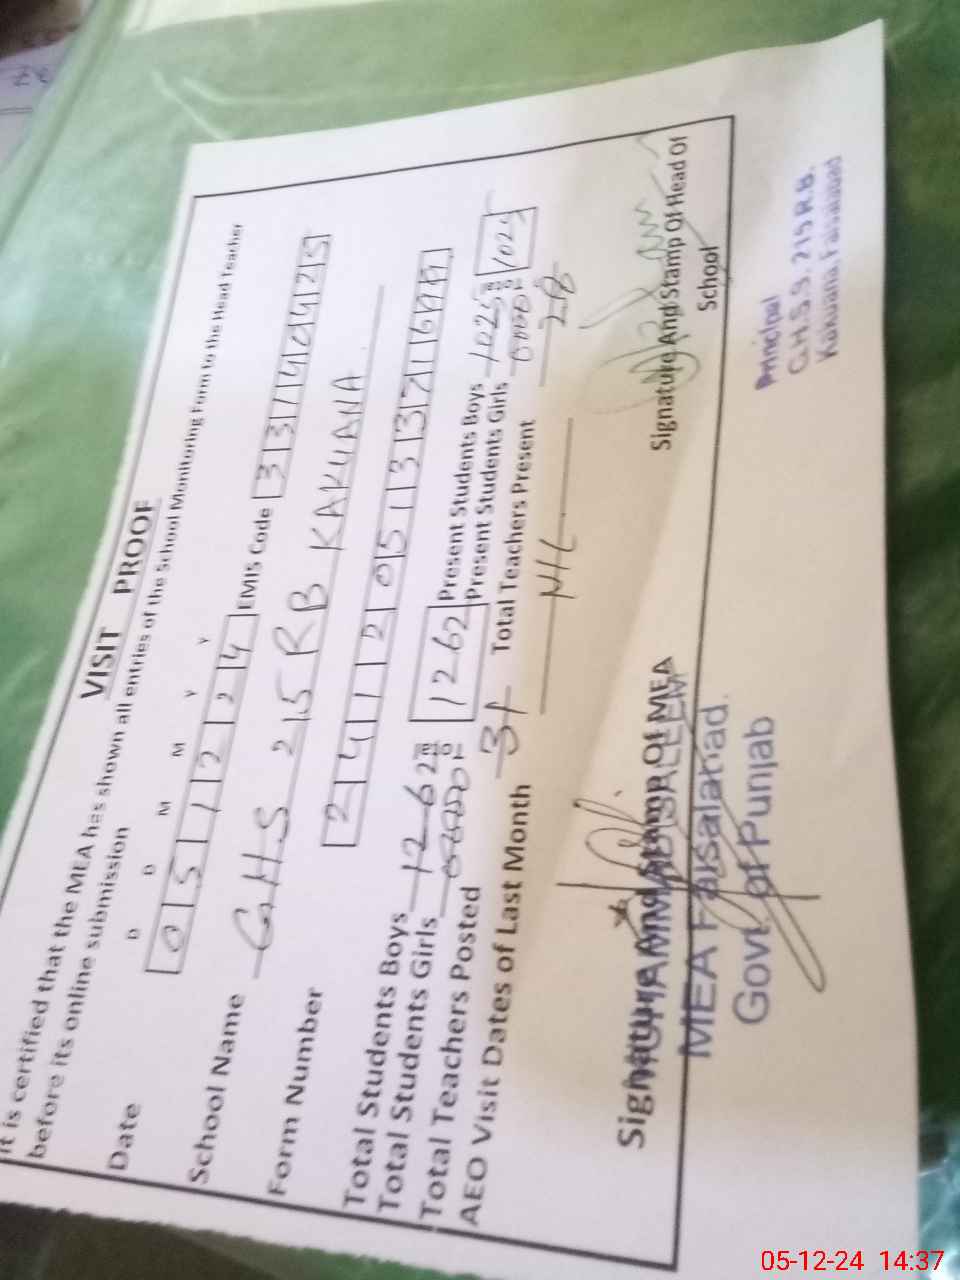 VISIT PROOF
It is certified that the MEA has shown all entries of the School Monitoring Form to the Head Teacher
before its online submission
D D M M Y Y
Date 0 5 1 2 2 4 EMIS Code 3 3 1 4 0 4 2 5
School Name GHS 215 RB KAKUANA
Form Number 2 4 1 1 2 0 5 1 3 3 7 1
Total Students Boys 1262 1262 Present Students Boys 1025 1025
Total Students Girls Present Students Girls
Total Teachers Posted 31 Total Teachers Present 28
AEO Visit Dates of Last Month NIL
Signature And Stamp Of MEA
Signature And Stamp Of Head Of
School
MEA Faisalabad
Govt. of Punjab
Principal
G.H.S.S. 215 R.B.
Kakuana Faisalabad
05-12-24 14:37